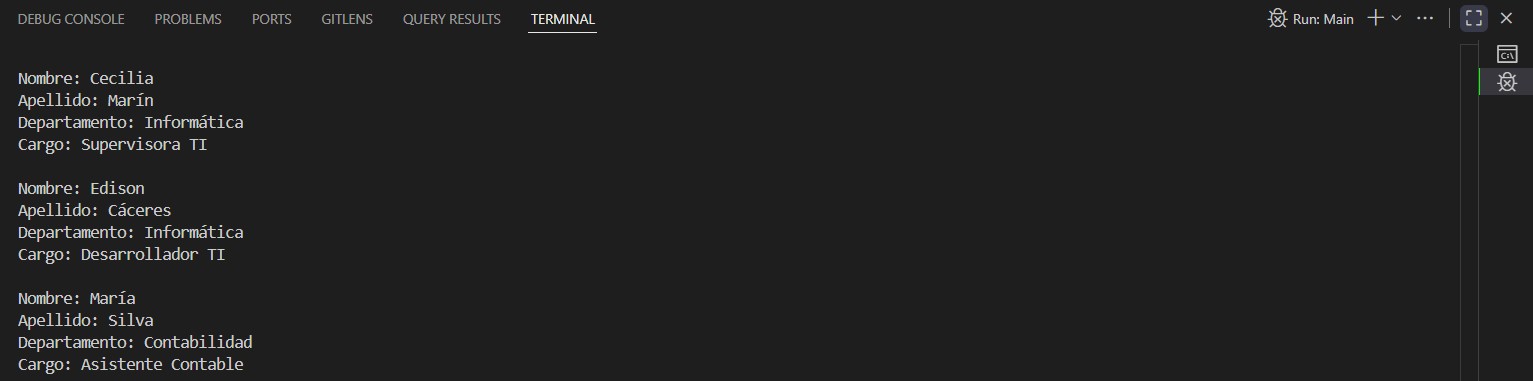 DEBUG CONSOLE PROBLEMS PORTS GITLENS QUERY RESULTS TERMINAL Run: Main
Nombre: Cecilia
Apellido: Marín
Departamento: Informática
Cargo: Supervisora TI
Nombre: Edison
Apellido: Cáceres
Departamento: Informática
Cargo: Desarrollador TI
Nombre: María
Apellido: Silva
Departamento: Contabilidad
Cargo: Asistente Contable